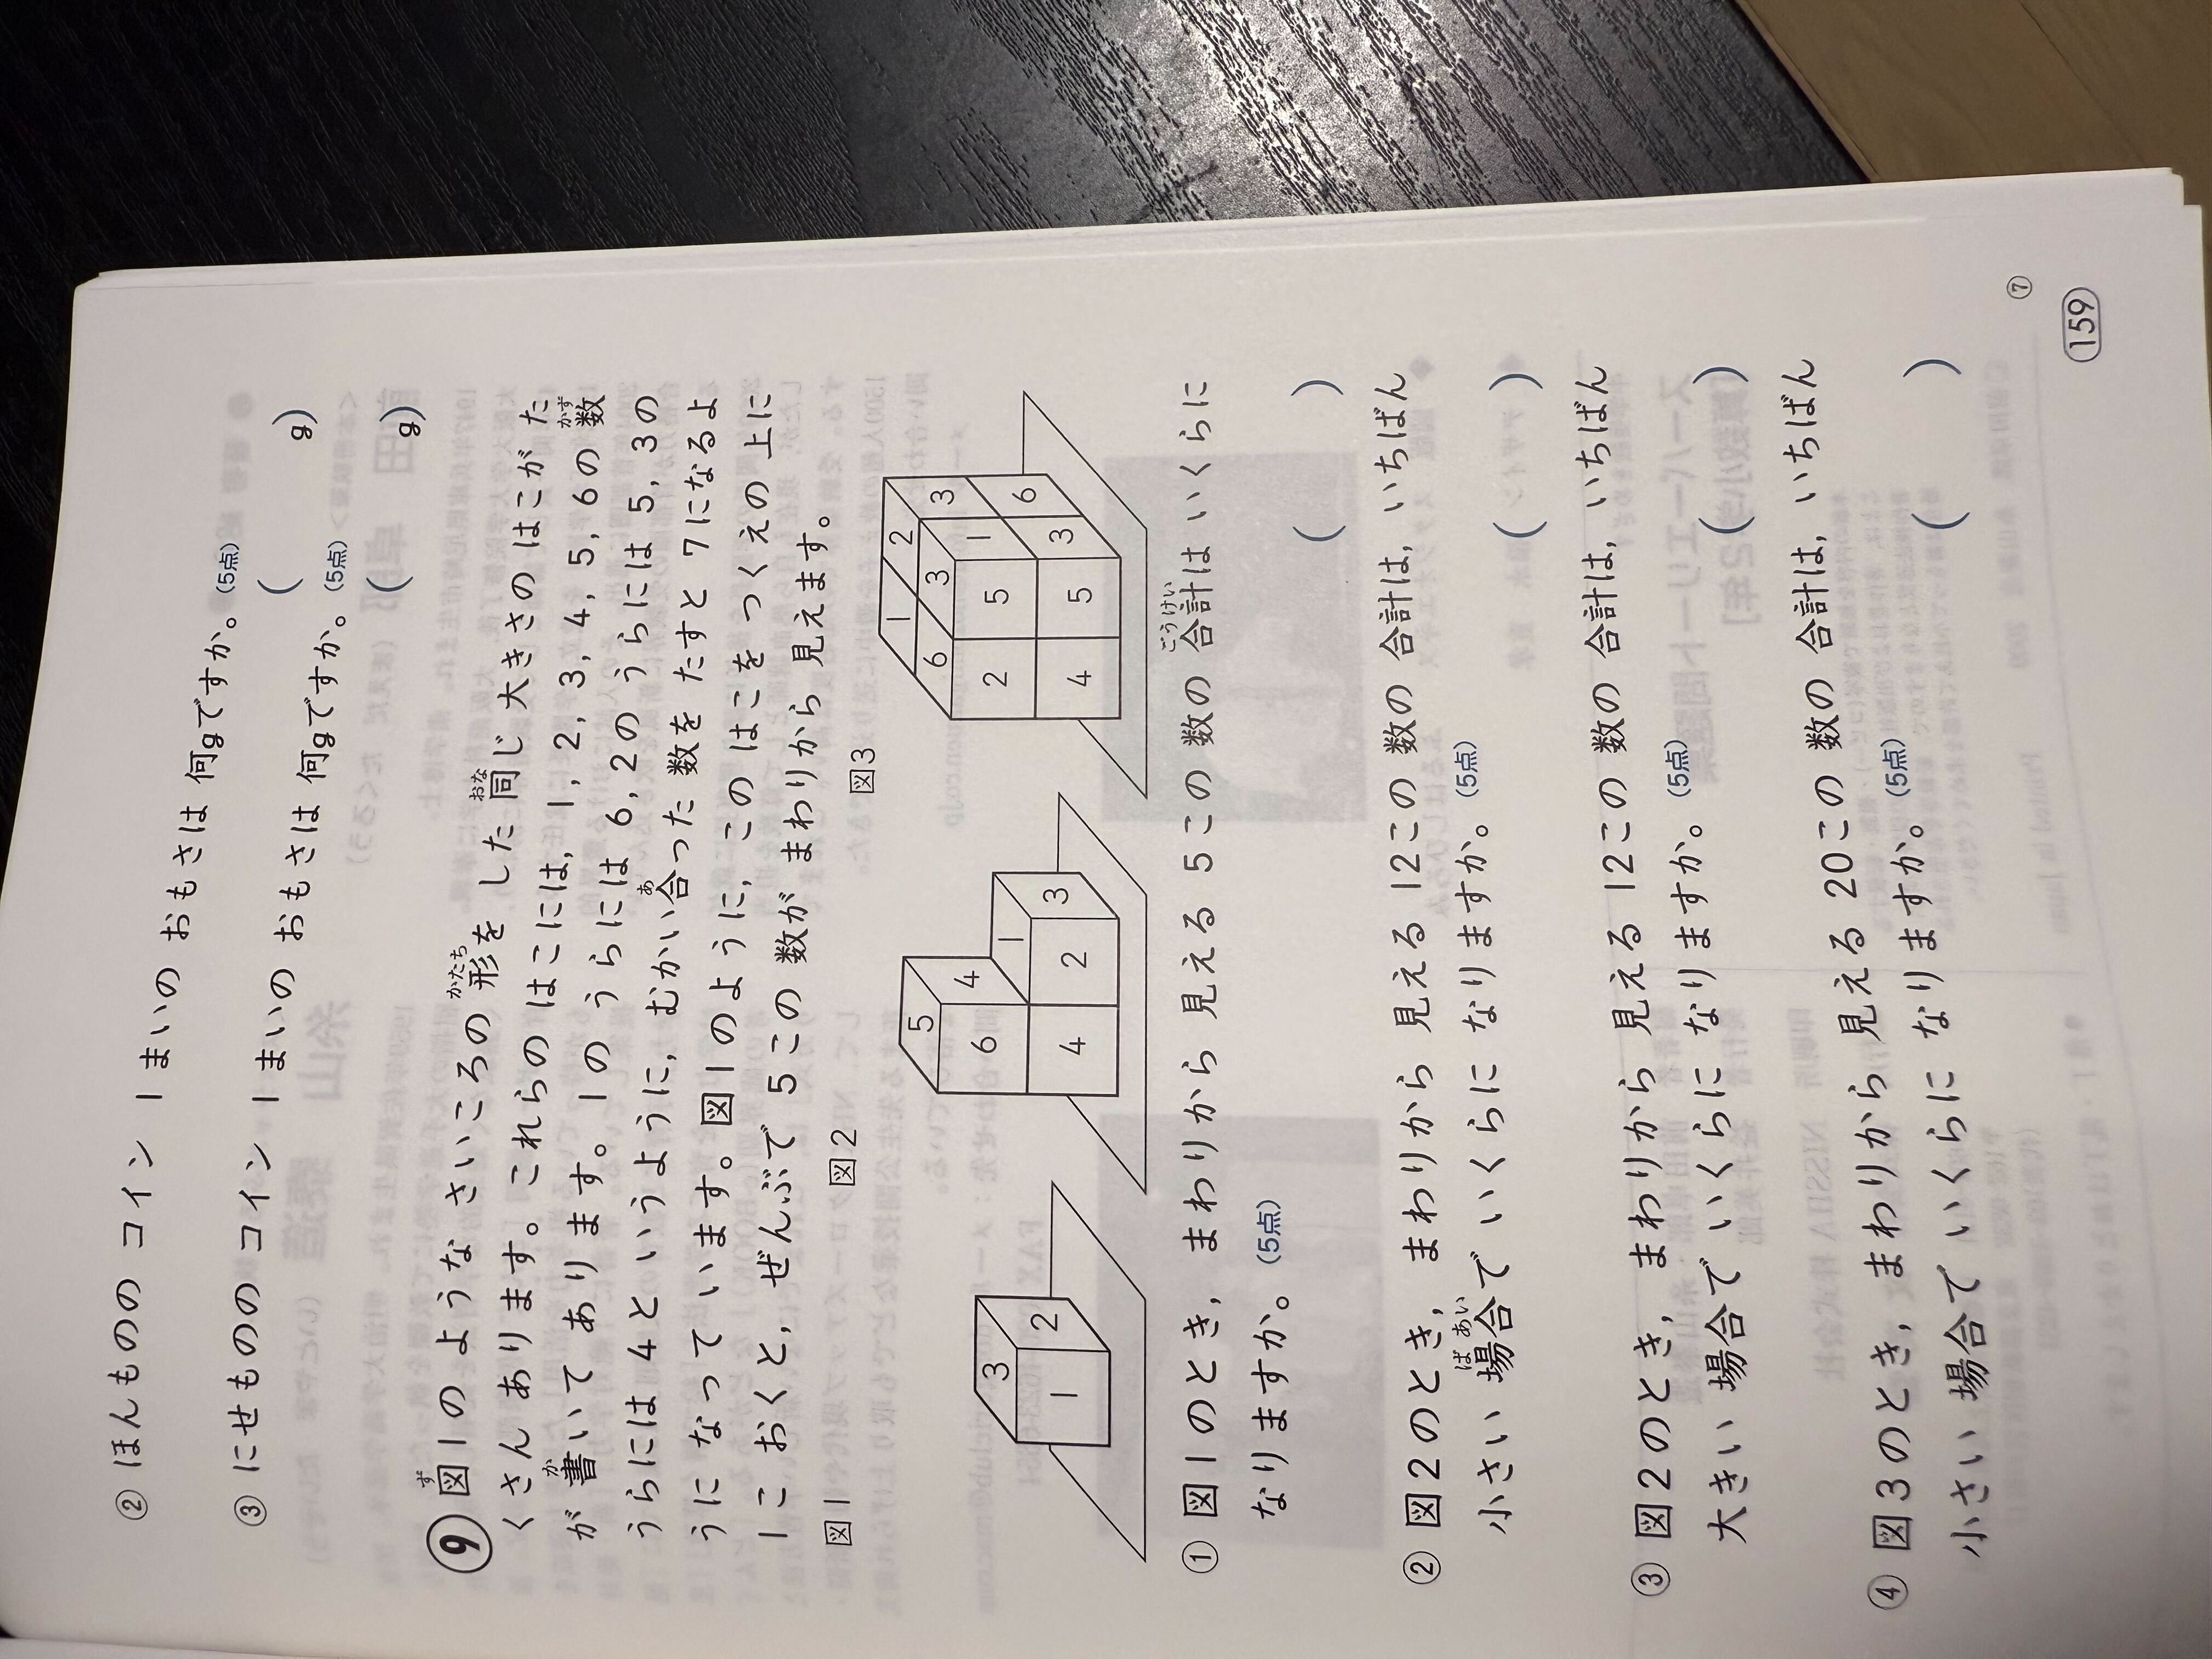 ② ほんものの コイン 1まいの おもさは 何gですか。(5点)
( g)
③ にせものの コイン 1まいの おもさは 何gですか。(5点)
( g)
⑨ 図1の ような さいころの 形を した 同じ 大きさの はこが た
くさん あります。これらの はこには, 1, 2, 3, 4, 5, 6の 数
が 書いて あります。1の うらには 6, 2の うらには 5, 3の
うらには 4と いうように, むかい合った 数を たすと 7になるよ
うに なって います。図1のように, この はこを つくえの 上に
1こ おくと, ぜんぶで 5この 数が まわりから 見えます。
図1
3
1
2
図2
5
6
4
1
4
2
3
図3
1
2
6
3
2
5
1
3
4
5
3
6
① 図1のとき, まわりから 見える 5この 数の 合計は いくらに
なりますか。(5点)
( )
② 図2のとき, まわりから 見える 12この 数の 合計は, いちばん
小さい 場合で いくらに なりますか。(5点)
( )
③ 図2のとき, まわりから 見える 12この 数の 合計は, いちばん
大きい 場合で いくらに なりますか。(5点)
( )
④ 図3のとき, まわりから 見える 20この 数の 合計は, いちばん
小さい 場合で いくらに なりますか。(5点)
( )
⑦
159